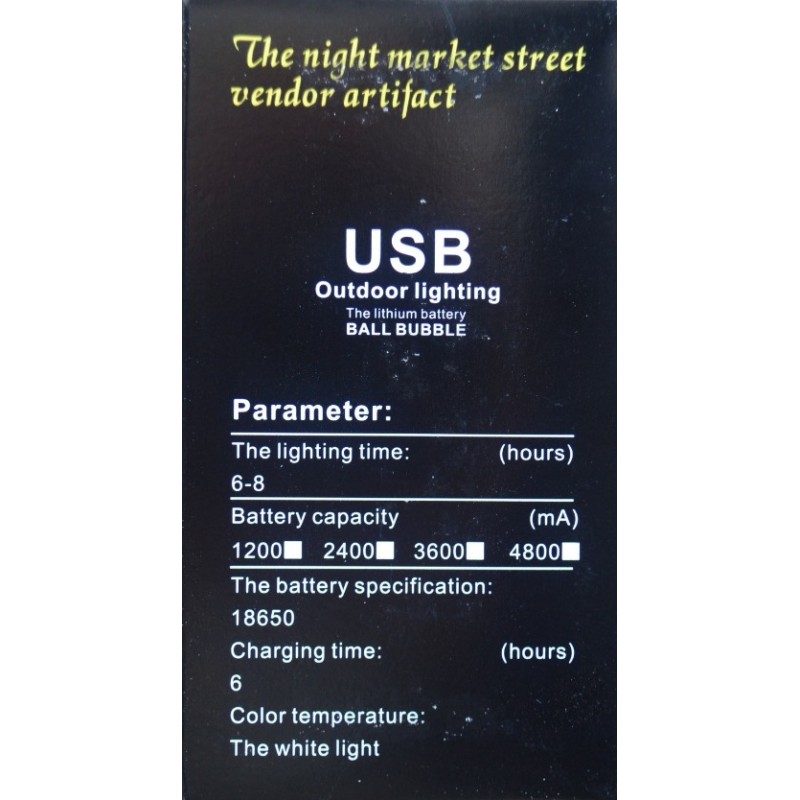 The night market street
vendor artifact
USB
Outdoor lighting
The lithium battery
BALL BUBBLE
Parameter:
The lighting time: (hours)
6-8
Battery capacity (mA)
1200 2400 3600 4800
The battery specification:
18650
Charging time: (hours)
6
Color temperature:
The white light